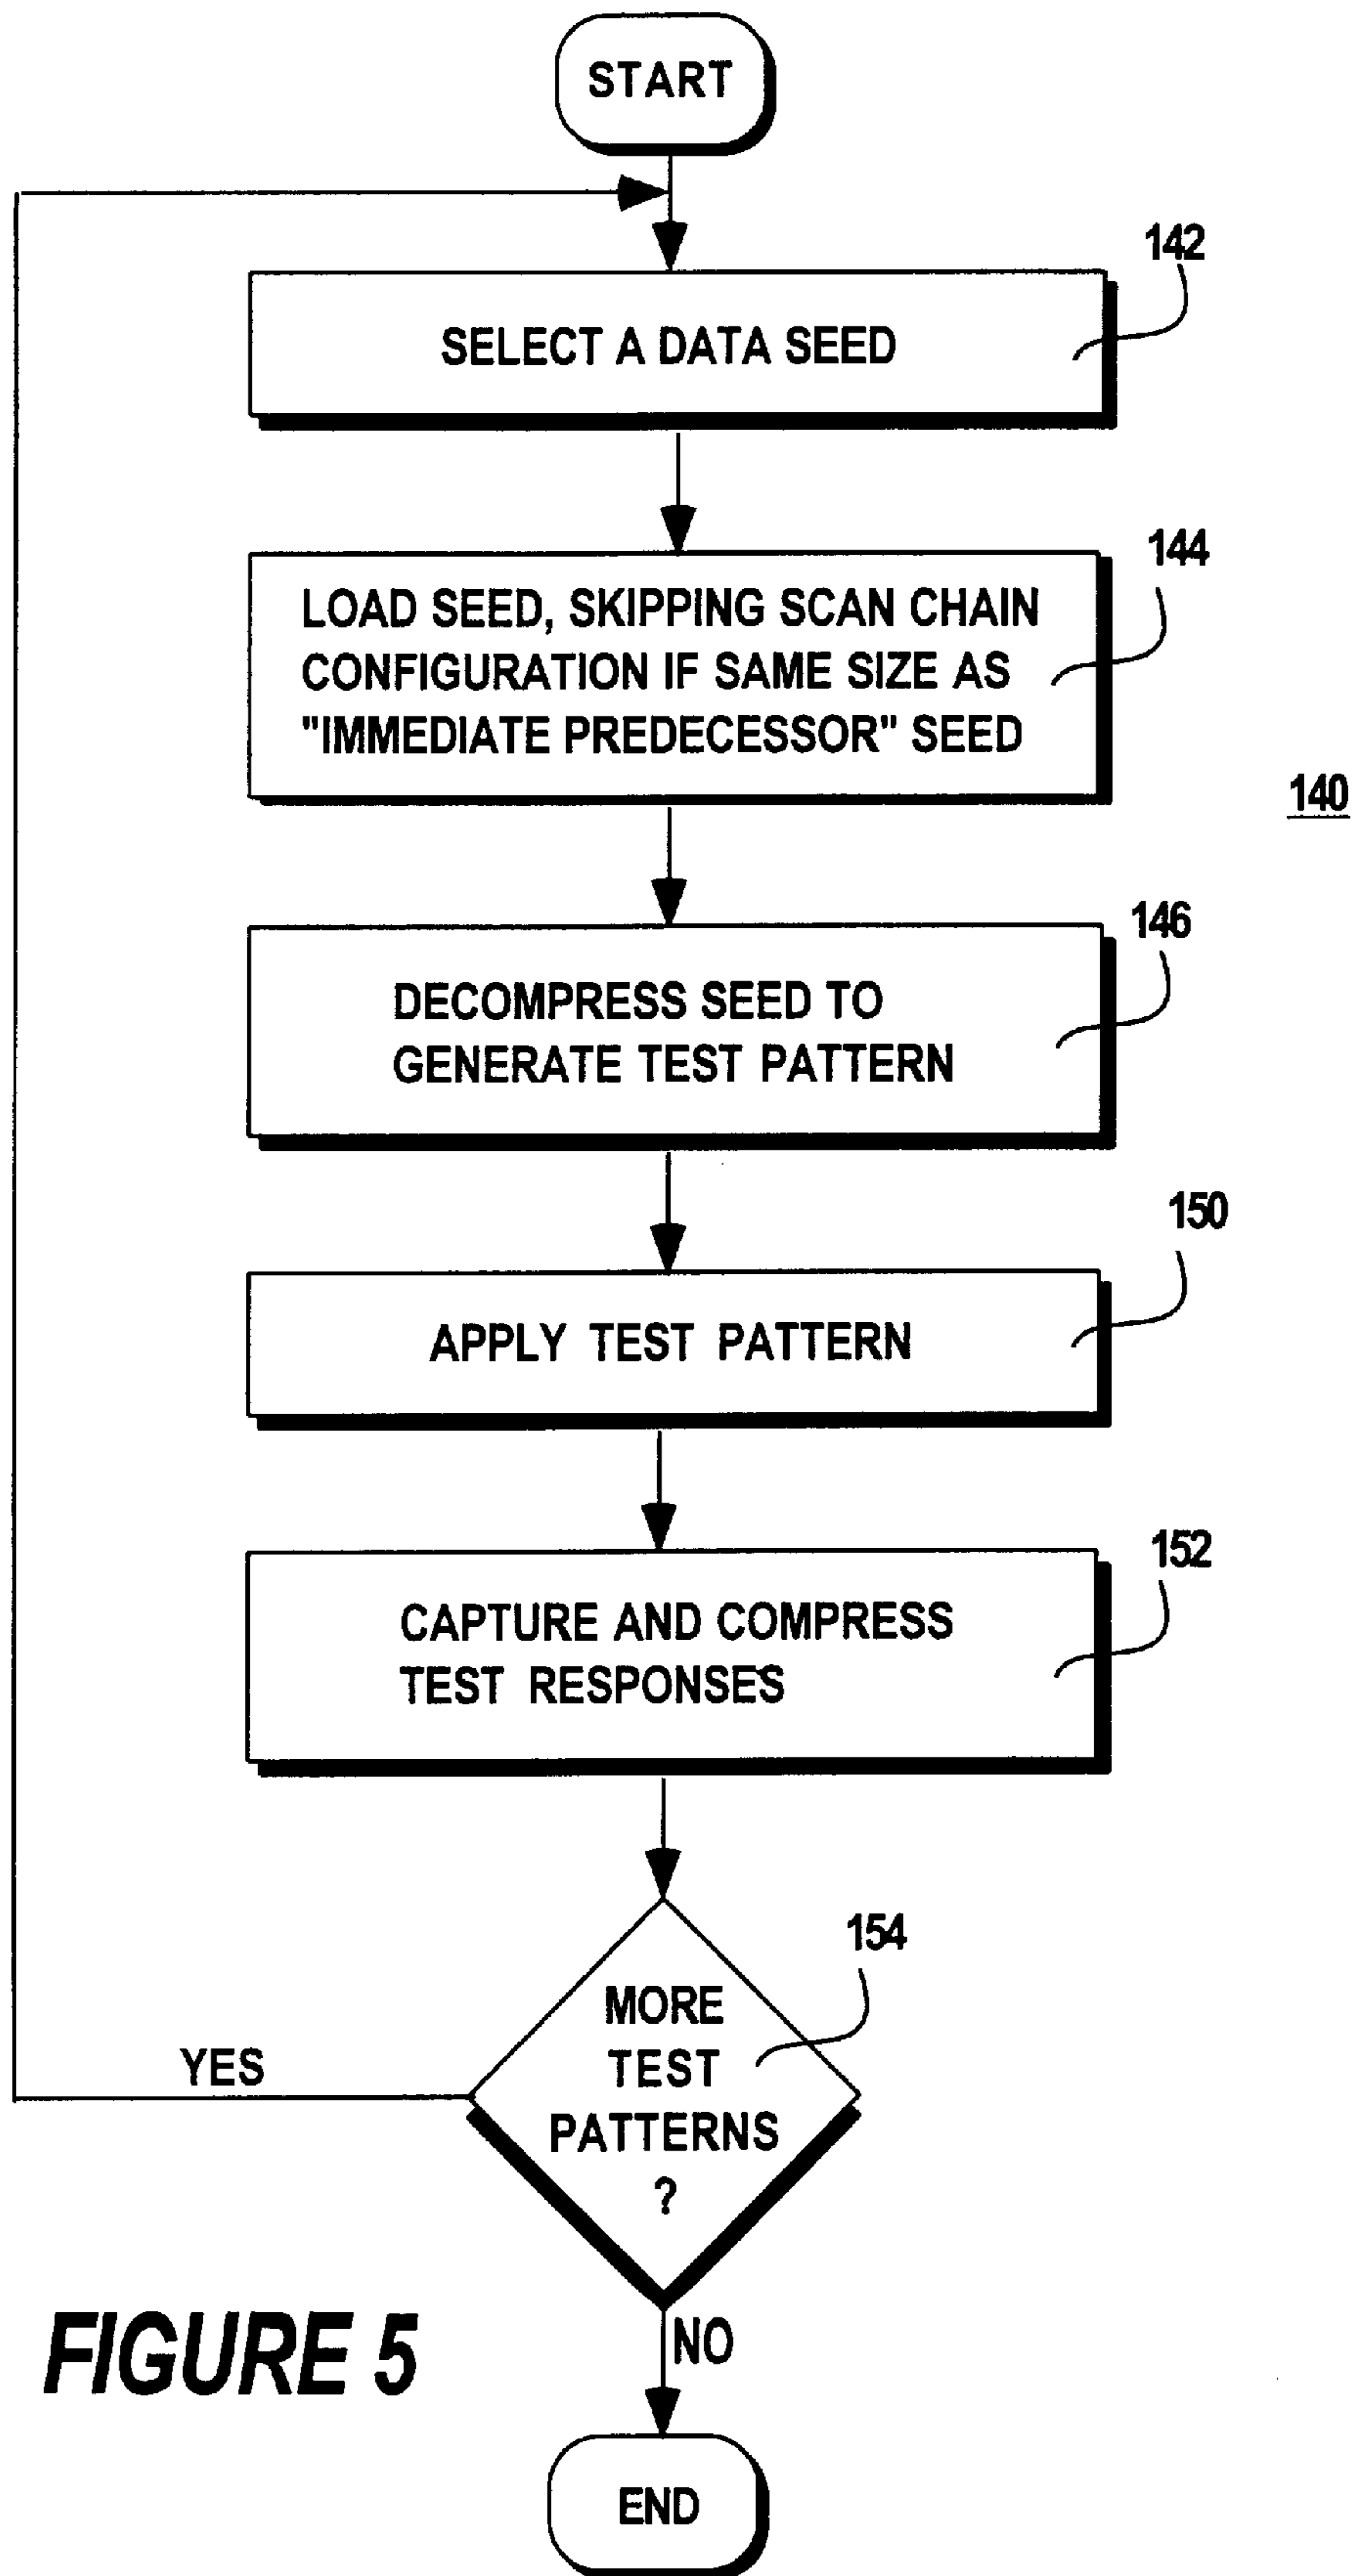 START
142
SELECT A DATA SEED
144
LOAD SEED, SKIPPING SCAN CHAIN
CONFIGURATION IF SAME SIZE AS
"IMMEDIATE PREDECESSOR" SEED
140
146
DECOMPRESS SEED TO
GENERATE TEST PATTERN
150
APPLY TEST PATTERN
152
CAPTURE AND COMPRESS
TEST RESPONSES
154
MORE
TEST
PATTERNS
?
YES
NO
FIGURE 5
END